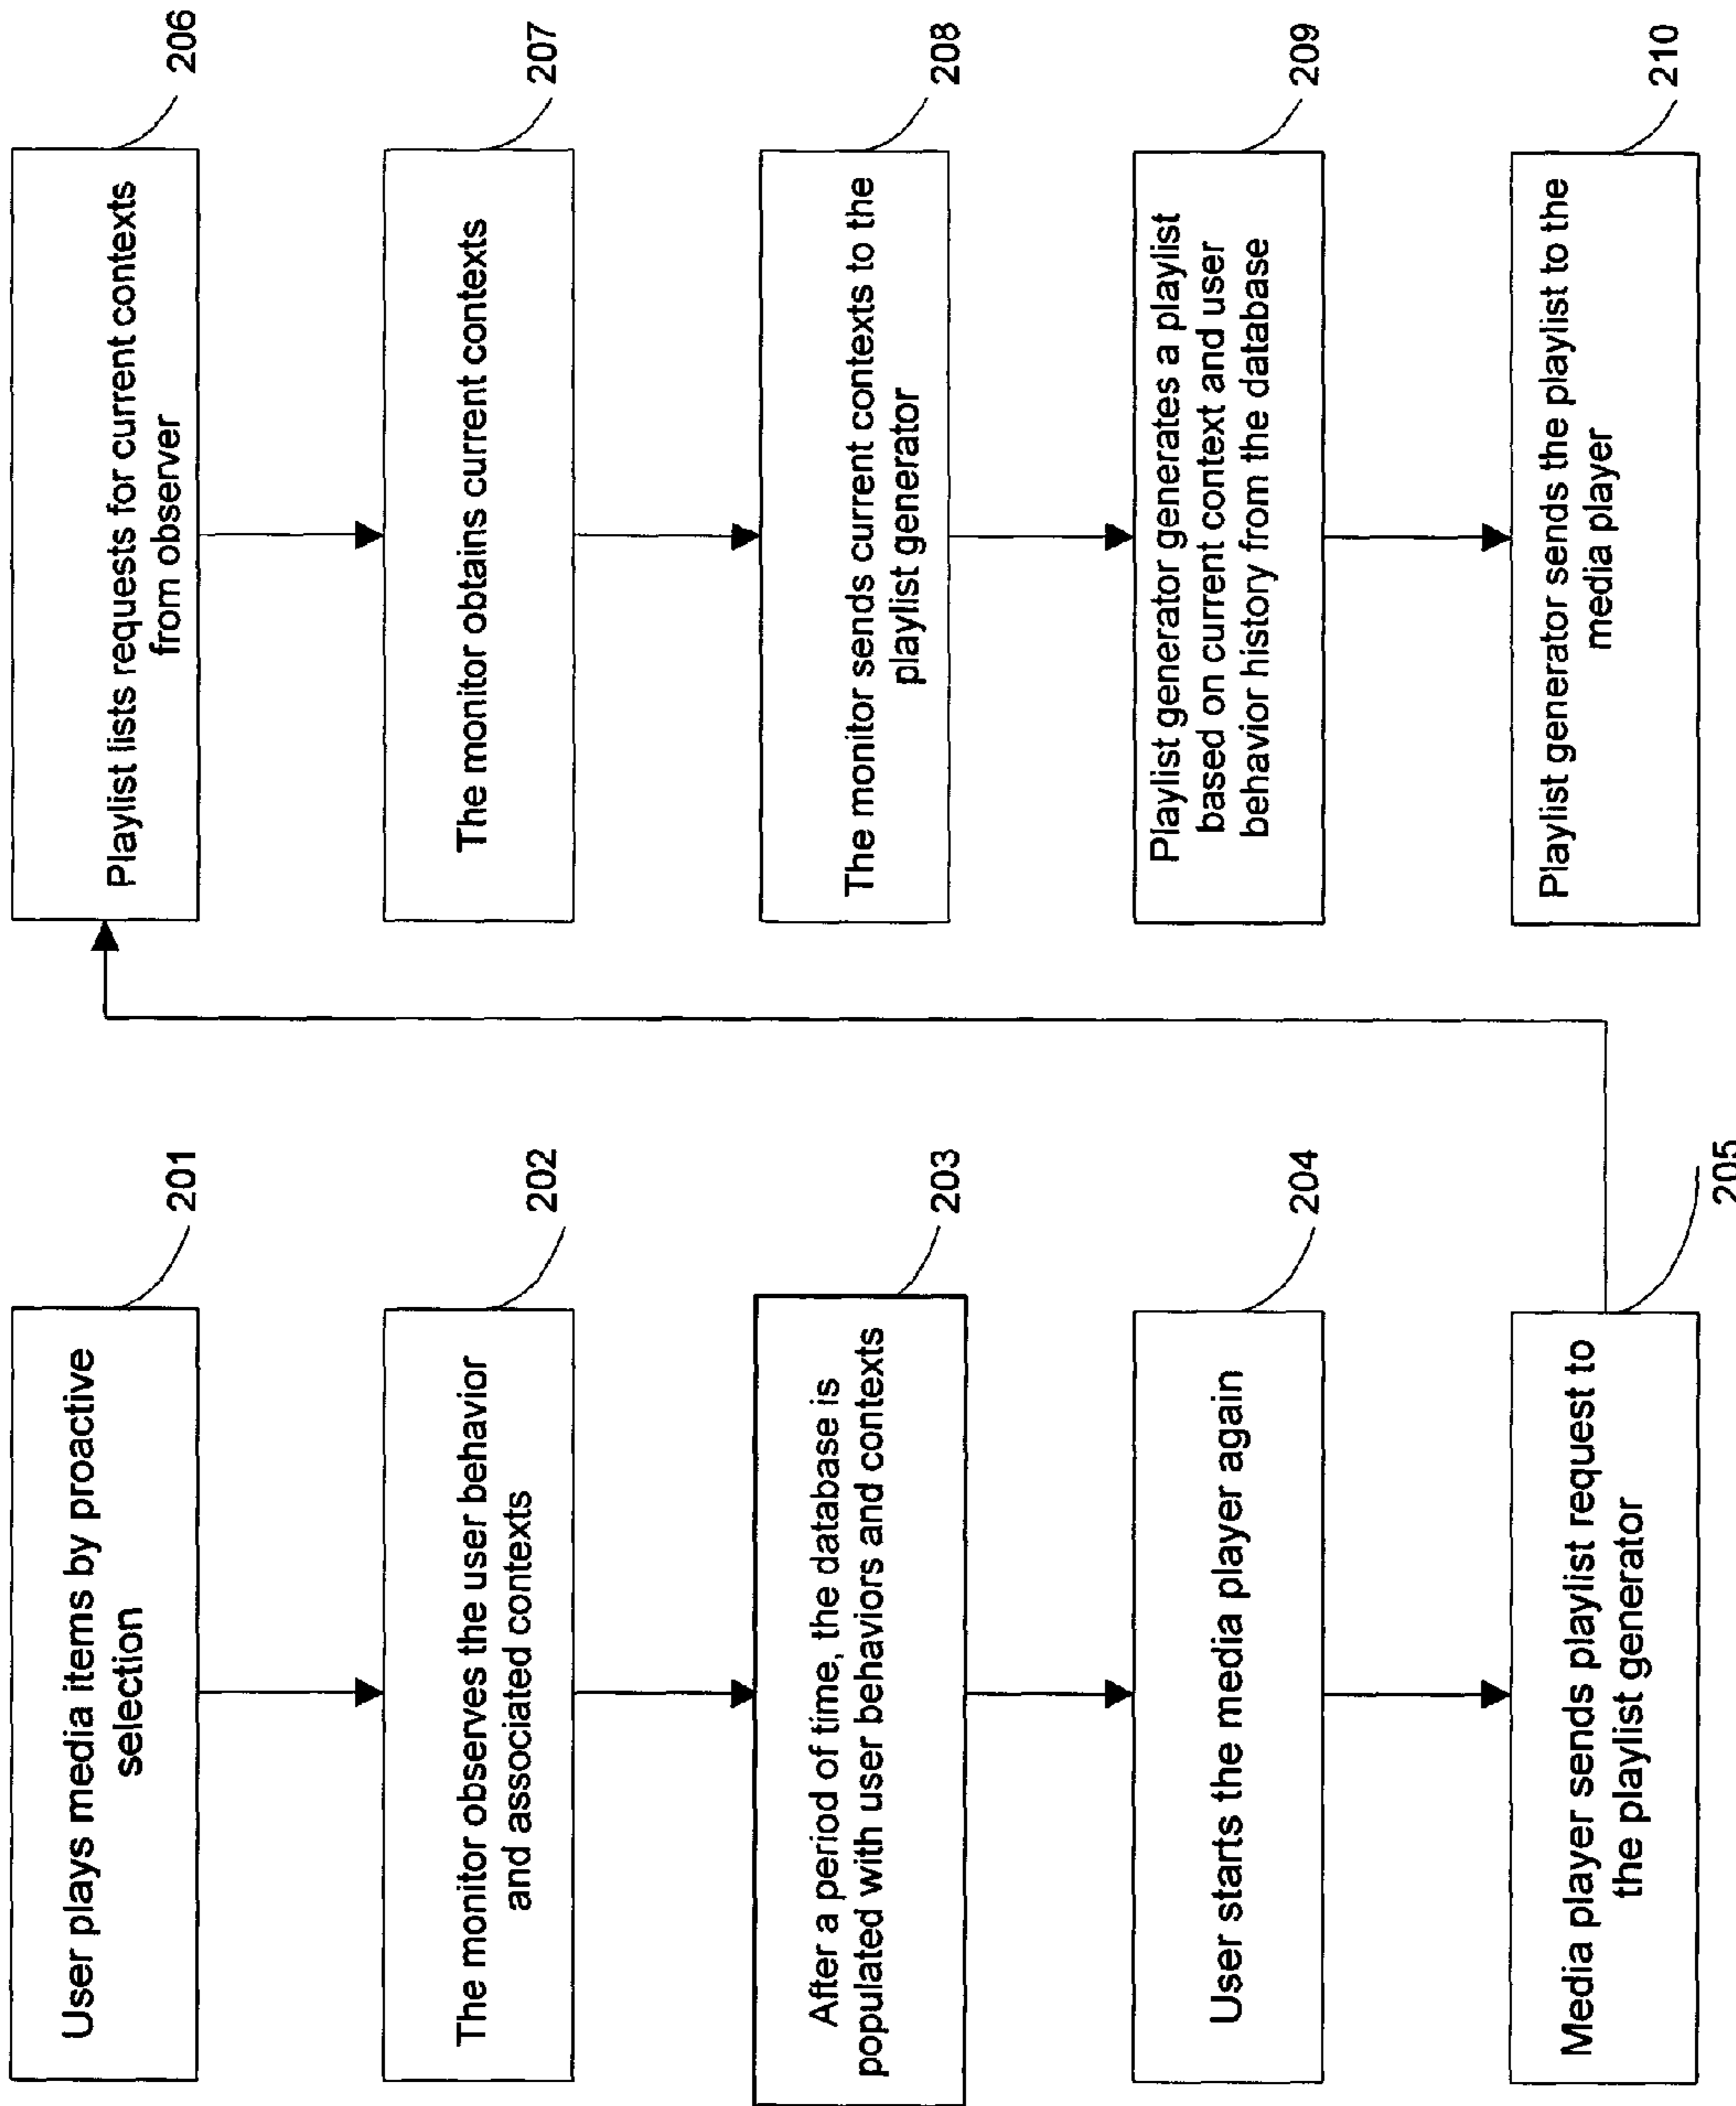 User plays media items by proactive
selection
201
The monitor observes the user behavior
and associated contexts
202
After a period of time, the database is
populated with user behaviors and contexts
203
User starts the media player again
204
Media player sends playlist request to
the playlist generator
205
Playlist lists requests for current contexts
from observer
206
The monitor obtains current contexts
207
The monitor sends current contexts to the
playlist generator
208
Playlist generator generates a playlist
based on current context and user
behavior history from the database
209
Playlist generator sends the playlist to the
media player
210